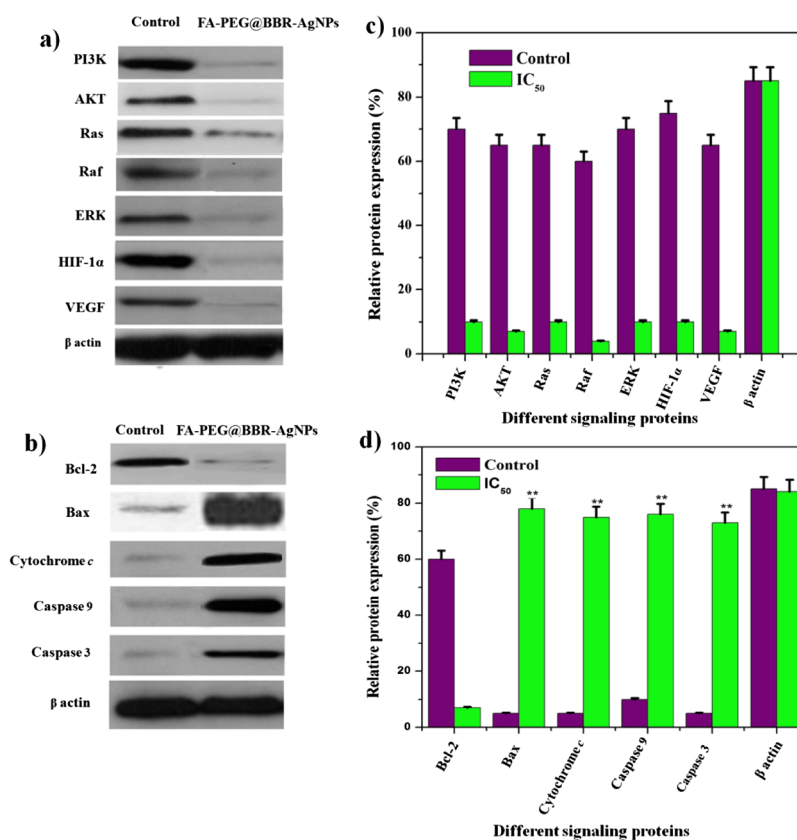 a)
Control FA-PEG@BBR-AgNPs
PI3K
AKT
Ras
Raf
ERK
HIF-1α
VEGF
β actin
b)
Control FA-PEG@BBR-AgNPs
Bcl-2
Bax
Cytochrome c
Caspase 9
Caspase 3
β actin
c)
Control
IC50
Relative protein expression (%)
100
80
60
40
20
0
PI3K AKT Ras Raf ERK HIF-1α VEGF β actin
Different signaling proteins
d)
Control
IC50
Relative protein expression (%)
100
80
60
40
20
0
** ** ** **
Bcl-2 Bax Cytochrome c Caspase 9 Caspase 3 β actin
Different signaling proteins